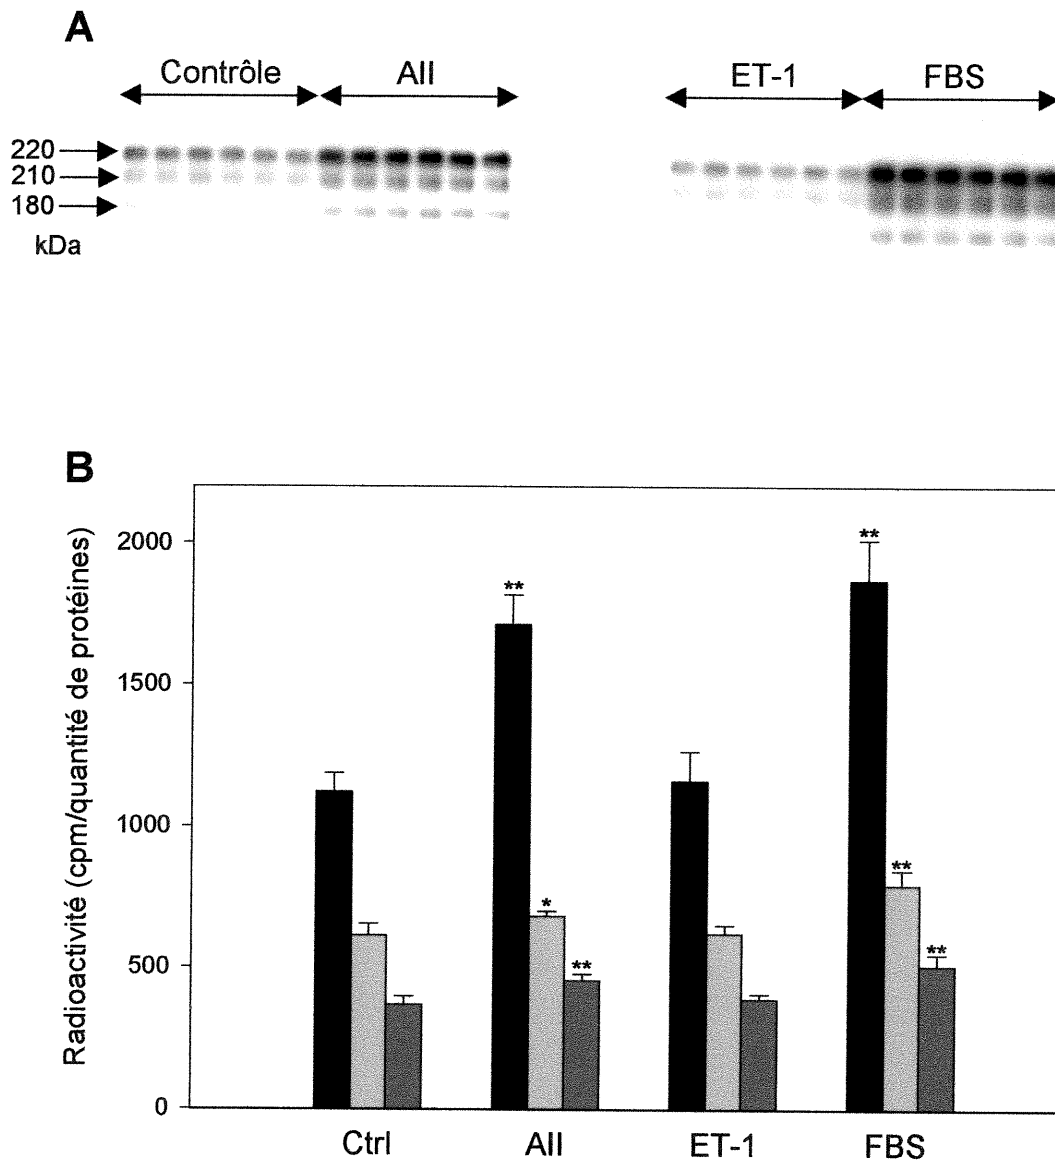 A
Contrôle AII ET-1 FBS
220
210
180
kDa
B
Radioactivité (cpm/quantité de protéines)
2000
1500
1000
500
0
** * ** ** ** **
Ctrl AII ET-1 FBS